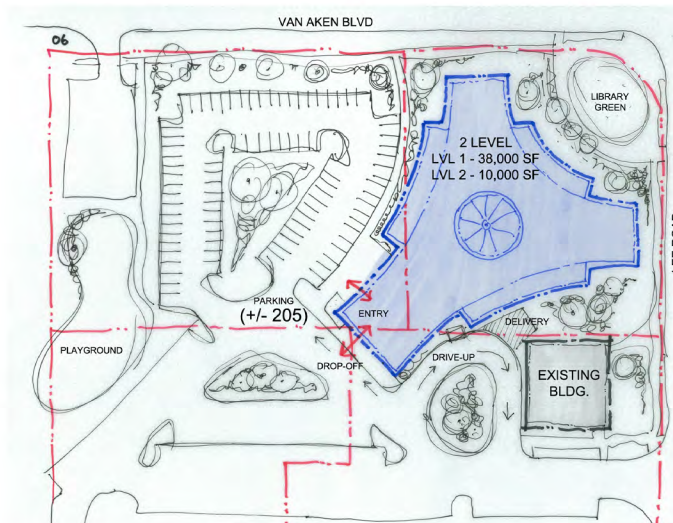 VAN AKEN BLVD
06
LIBRARY
GREEN
2 LEVEL
LVL 1 - 38,000 SF
LVL 2 - 10,000 SF
PARKING
(+/- 205)
ENTRY
DELIVERY
PLAYGROUND
DROP-OFF
DRIVE-UP
EXISTING
BLDG.